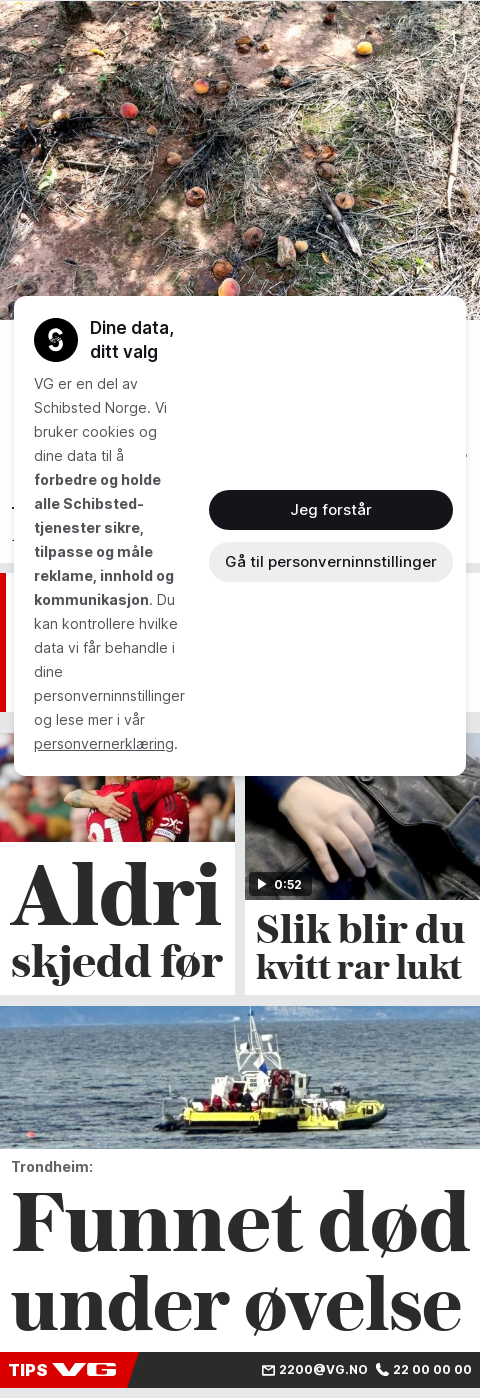 Dine data,
ditt valg
VG er en del av
Schibsted Norge. Vi
bruker cookies og
dine data til å
forbedre og holde
alle Schibsted-
tjenester sikre,
tilpasse og måle
reklame, innhold og
kommunikasjon. Du
kan kontrollere hvilke
data vi får behandle i
dine
personverninnstillinger
og lese mer i vår
personvernerklæring.
Jeg forstår
Gå til personverninnstillinger
91
DXC
Aldri
skjedd før
0:52
Slik blir du
kvitt rar lukt
Trondheim:
Funnet død
under øvelse
TIPS VG
2200@VG.NO 22 00 00 00